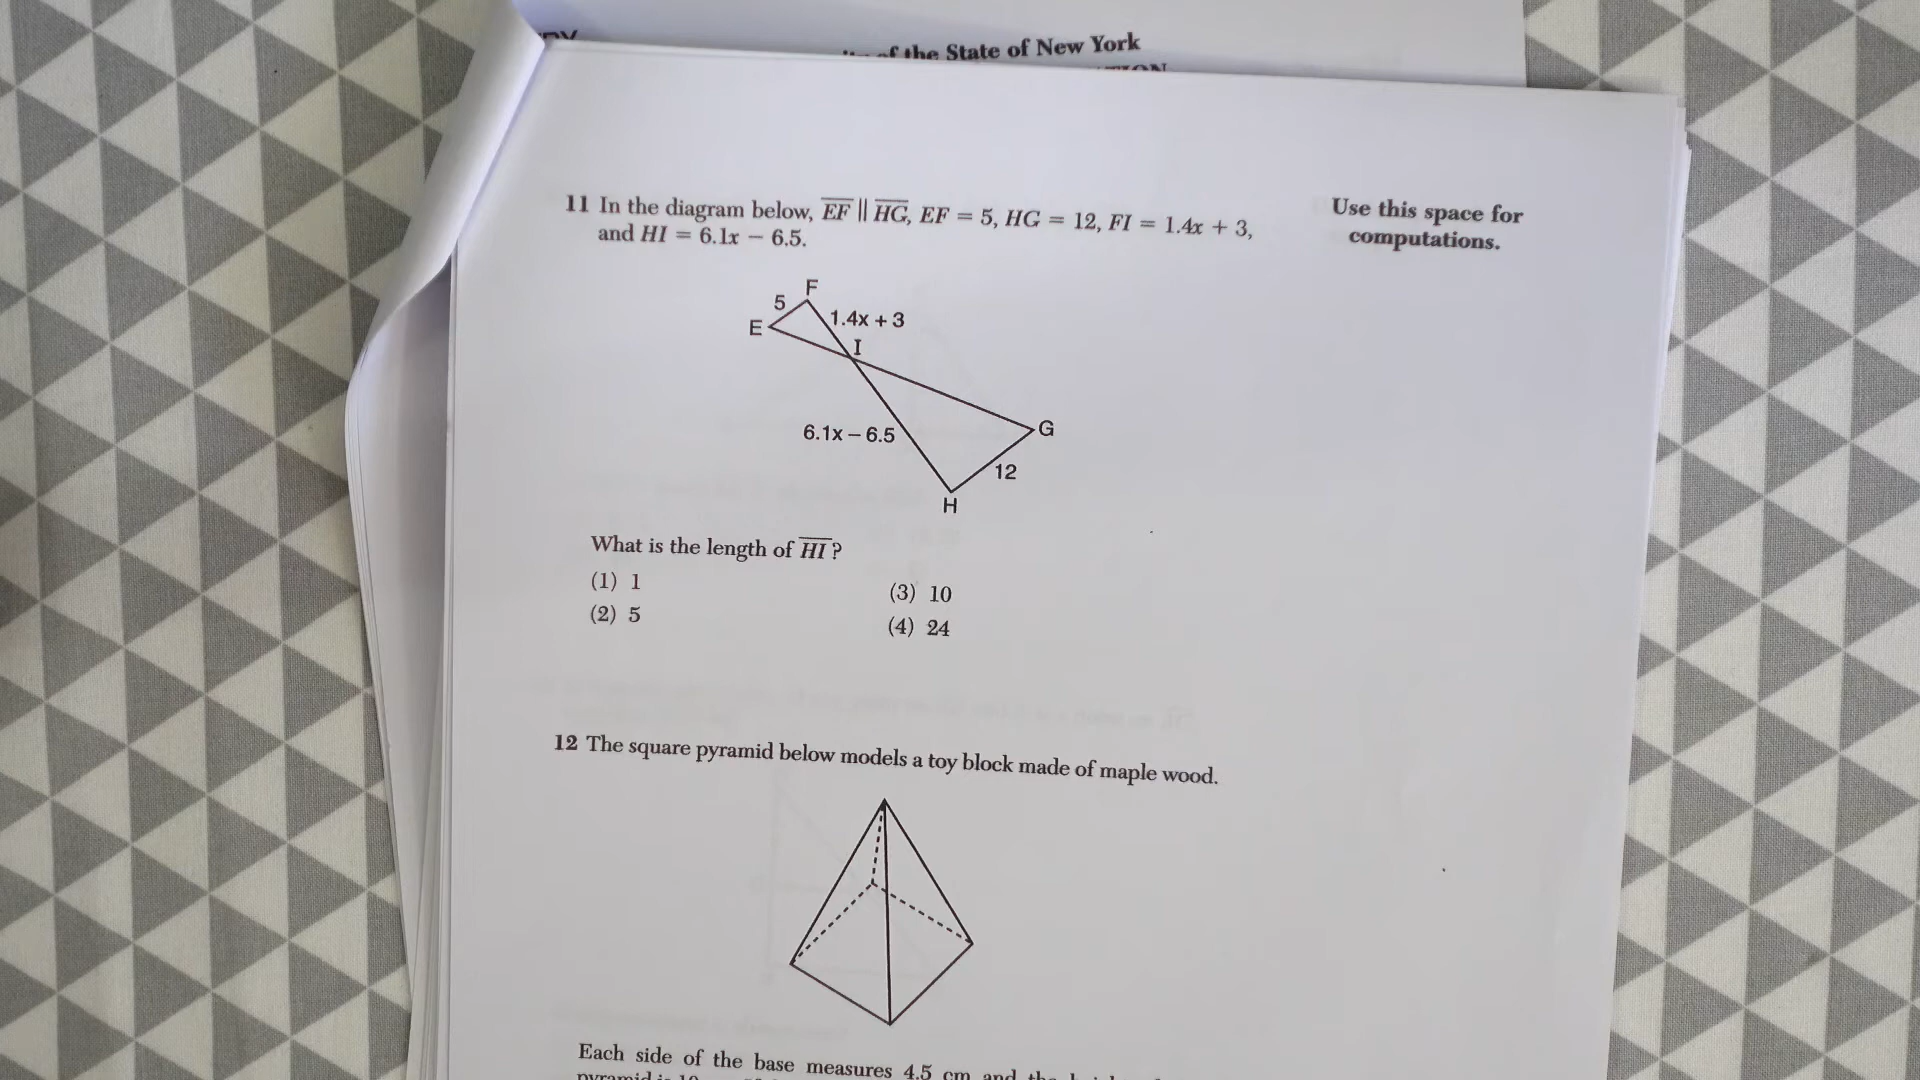 of the State of New York
11 In the diagram below, EF || HG, EF = 5, HG = 12, FI = 1.4x + 3,
and HI = 6.1x − 6.5.
Use this space for
computations.
F
5
1.4x + 3
E
I
G
6.1x – 6.5
12
H
What is the length of HI?
(1) 1
(3) 10
(2) 5
(4) 24
12 The square pyramid below models a toy block made of maple wood.
Each side of the base measures 4.5 cm and the